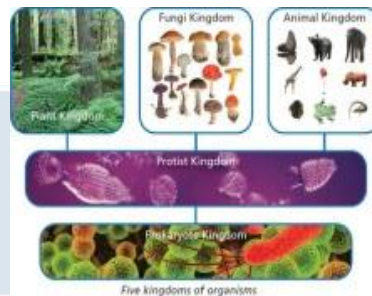 Plant Kingdom
Fungi Kingdom
Animal Kingdom
Protist Kingdom
Prokaryote Kingdom
Five kingdoms of organisms